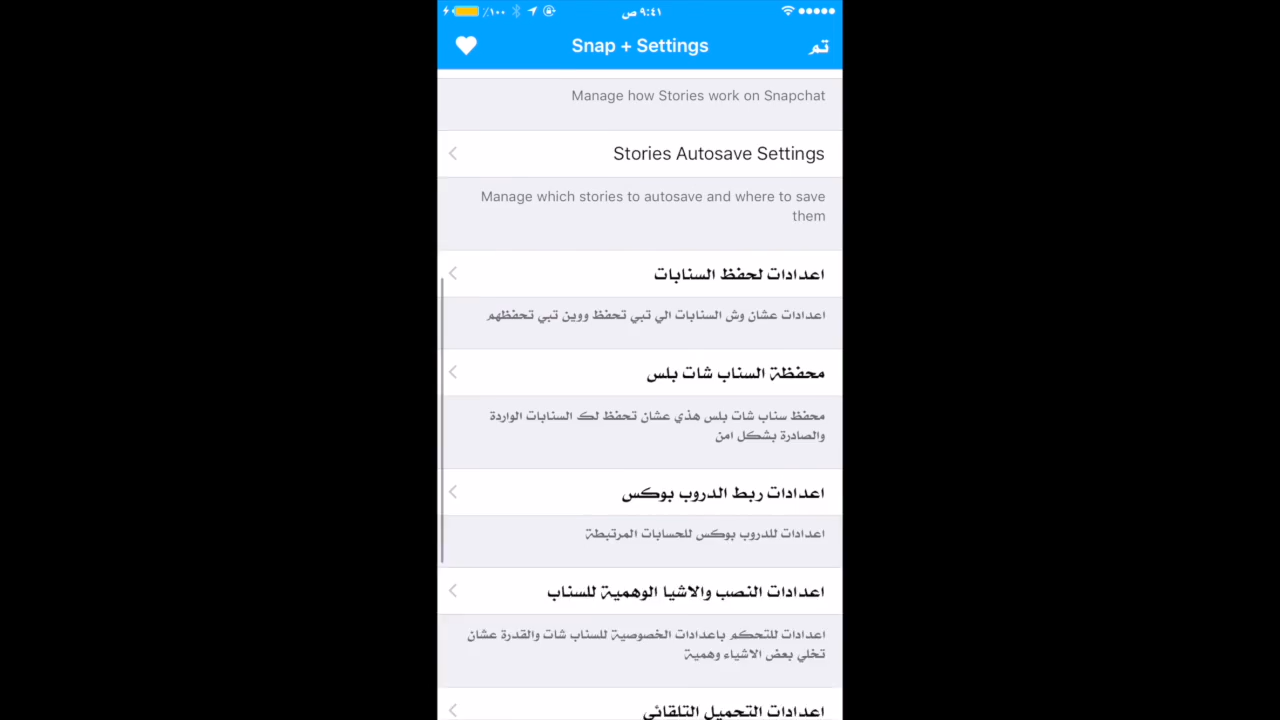 ٪١٠٠
٩:٤١ ص
Snap + Settings
تم
Manage how Stories work on Snapchat
Stories Autosave Settings
Manage which stories to autosave and where to save
them
اعدادات لحفظ السنابات
اعدادات عشان وش السنابات الي تبي تحفظ ووين تبي تحفظهم
محفظة السناب شات بلس
محفظ سناب شات بلس هذي عشان تحفظ لك السنابات الواردة
والصادرة بشكل امن
اعدادات ربط الدروب بوكس
اعدادات للدروب بوكس للحسابات المرتبطة
اعدادات النصب والاشيا الوهمية للسناب
اعدادات للتحكم باعدادات الخصوصية للسناب شات والقدرة عشان
تخلي بعض الاشياء وهمية
اعدادات التحميل التلقائي